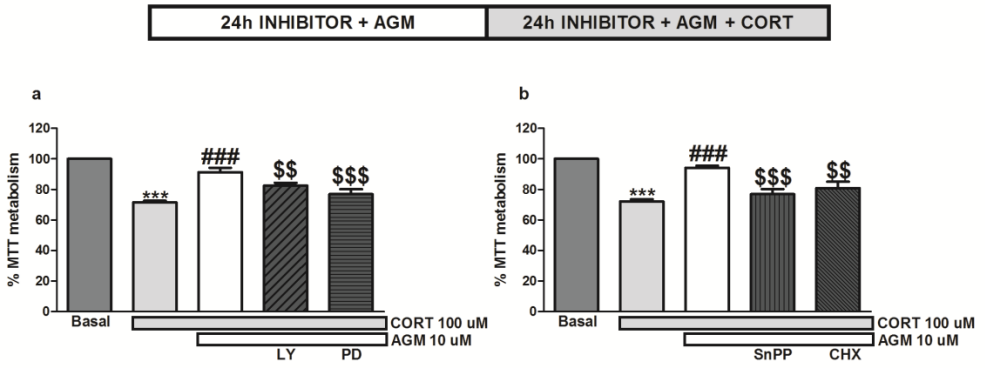 24h INHIBITOR + AGM 24h INHIBITOR + AGM + CORT
a
% MTT metabolism
120
100
80
60
40
20
0
***
###
$$
$$$
Basal
CORT 100 uM
AGM 10 uM
LY PD
b
% MTT metabolism
120
100
80
60
40
20
0
***
###
$$$
$$
Basal
CORT 100 uM
AGM 10 uM
SnPP CHX